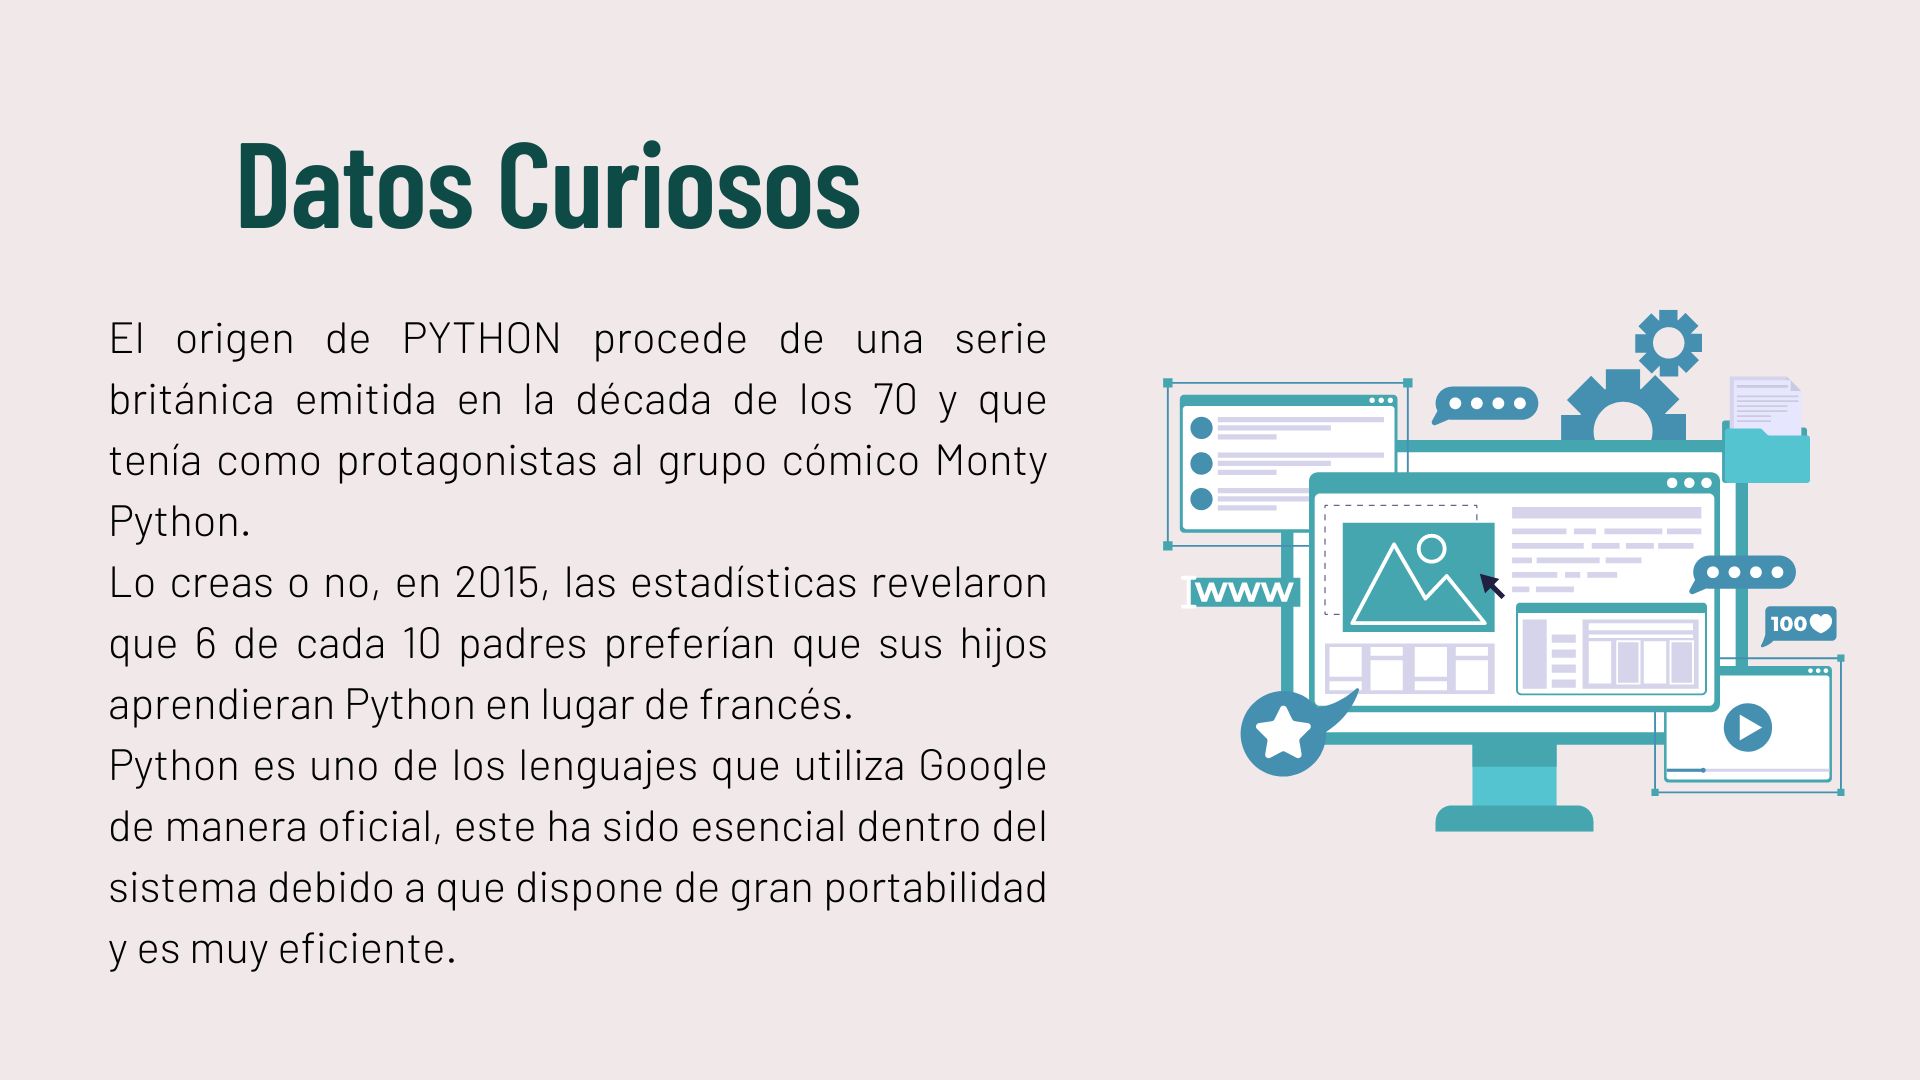 Datos Curiosos
El origen de PYTHON procede de una serie
británica emitida en la década de los 70 y que
tenía como protagonistas al grupo cómico Monty
Python.
Lo creas o no, en 2015, las estadísticas revelaron
que 6 de cada 10 padres preferían que sus hijos
aprendieran Python en lugar de francés.
Python es uno de los lenguajes que utiliza Google
de manera oficial, este ha sido esencial dentro del
sistema debido a que dispone de gran portabilidad
y es muy eficiente.
WWW
100